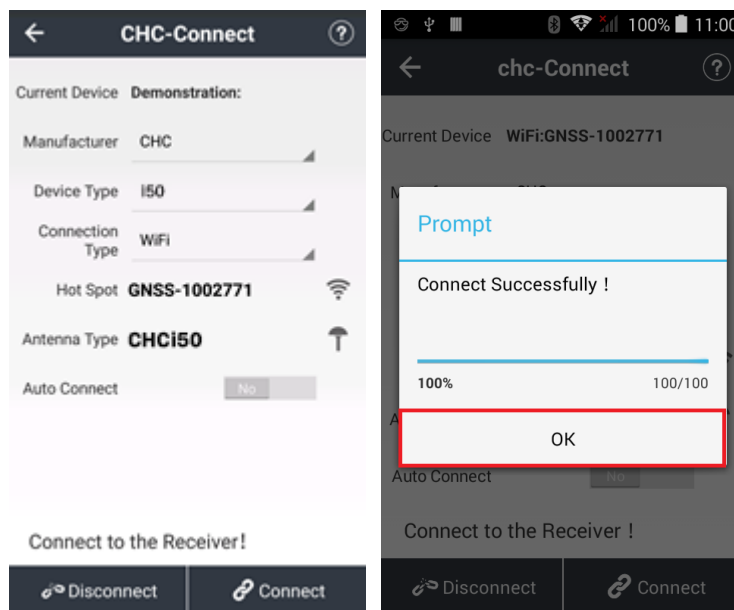 CHC-Connect
Current Device Demonstration:
Manufacturer CHC
Device Type i50
Connection Type WiFi
Hot Spot GNSS-1002771
Antenna Type CHCi50
Auto Connect No
Connect to the Receiver!
Disconnect Connect
100% 11:00
chc-Connect
Current Device WiFi:GNSS-1002771
Prompt
Connect Successfully !
100% 100/100
OK
Auto Connect No
Connect to the Receiver !
Disconnect Connect